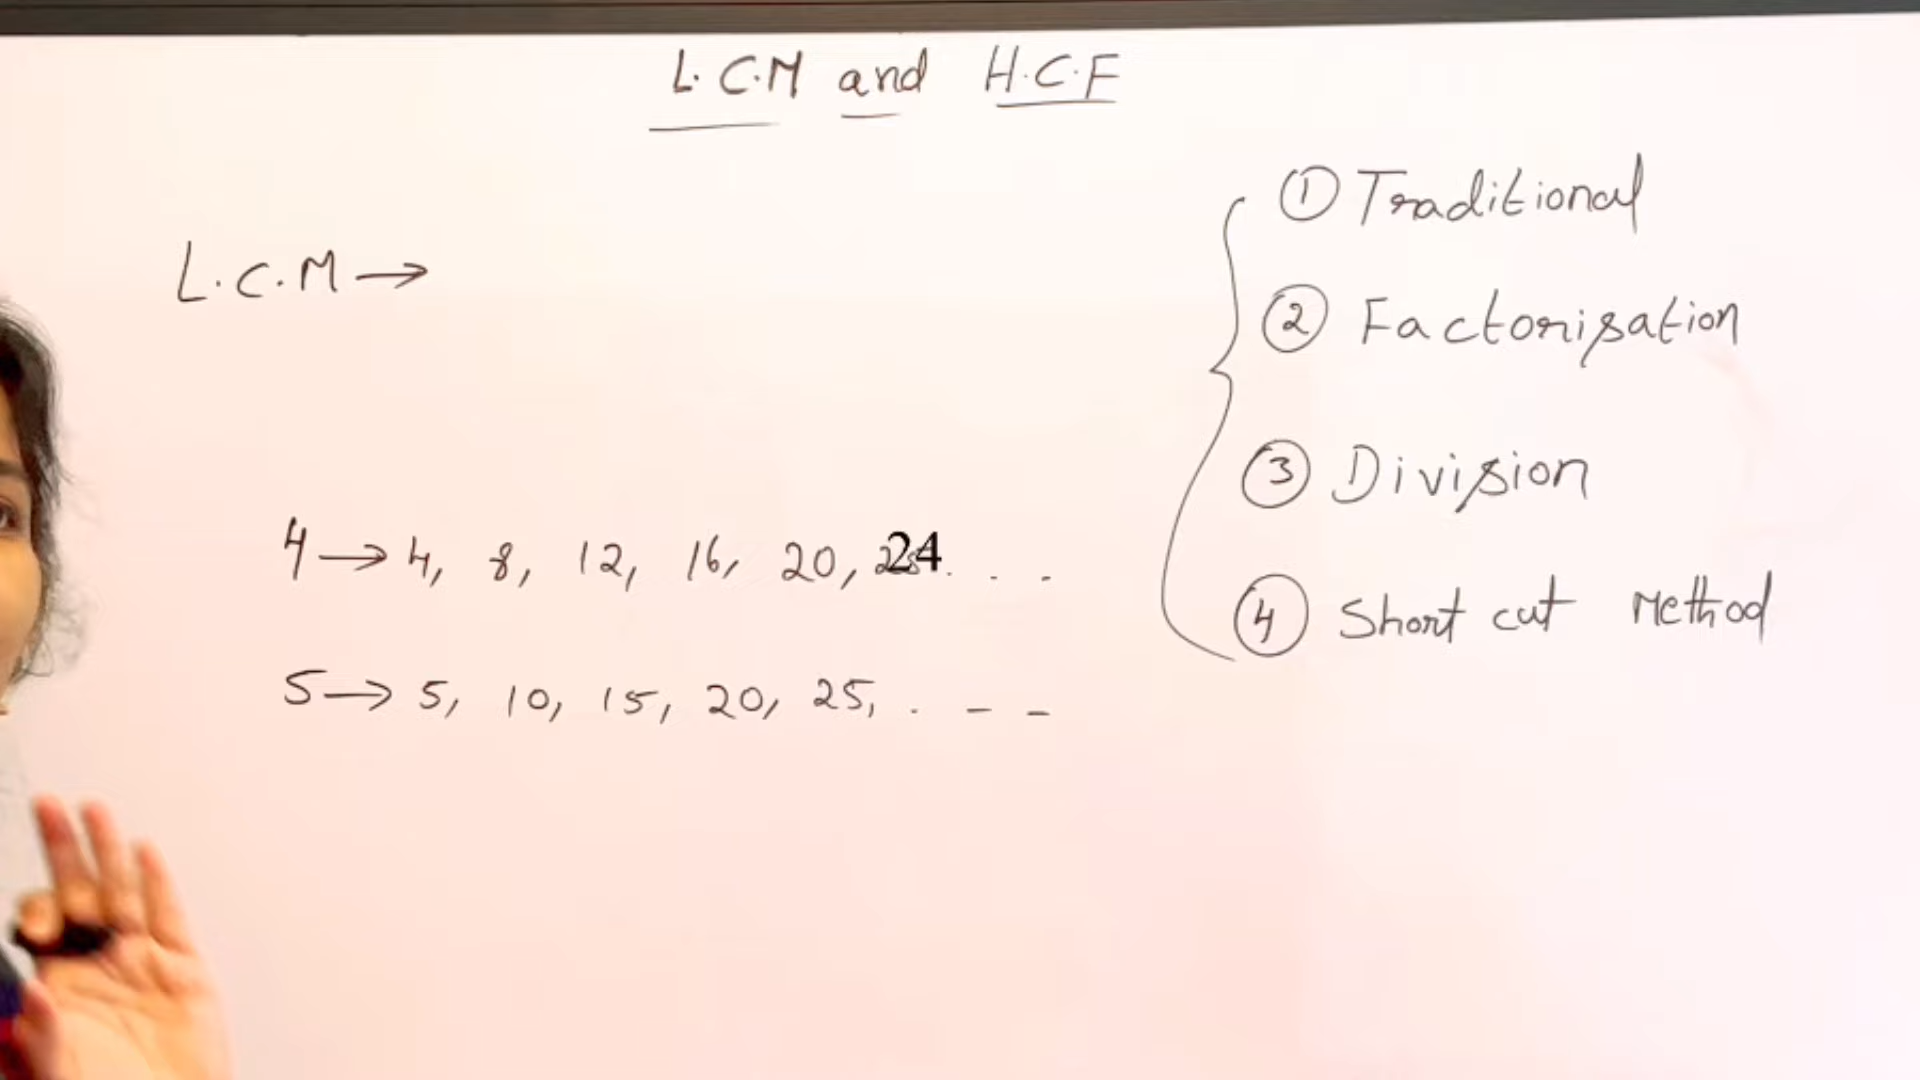 L.C.M and H.C.F
L.C.M →
4 → 4, 8, 12, 16, 20, 24. . .
5 → 5, 10, 15, 20, 25, . - -
① Traditional
② Factorisation
③ Division
④ Short cut Method